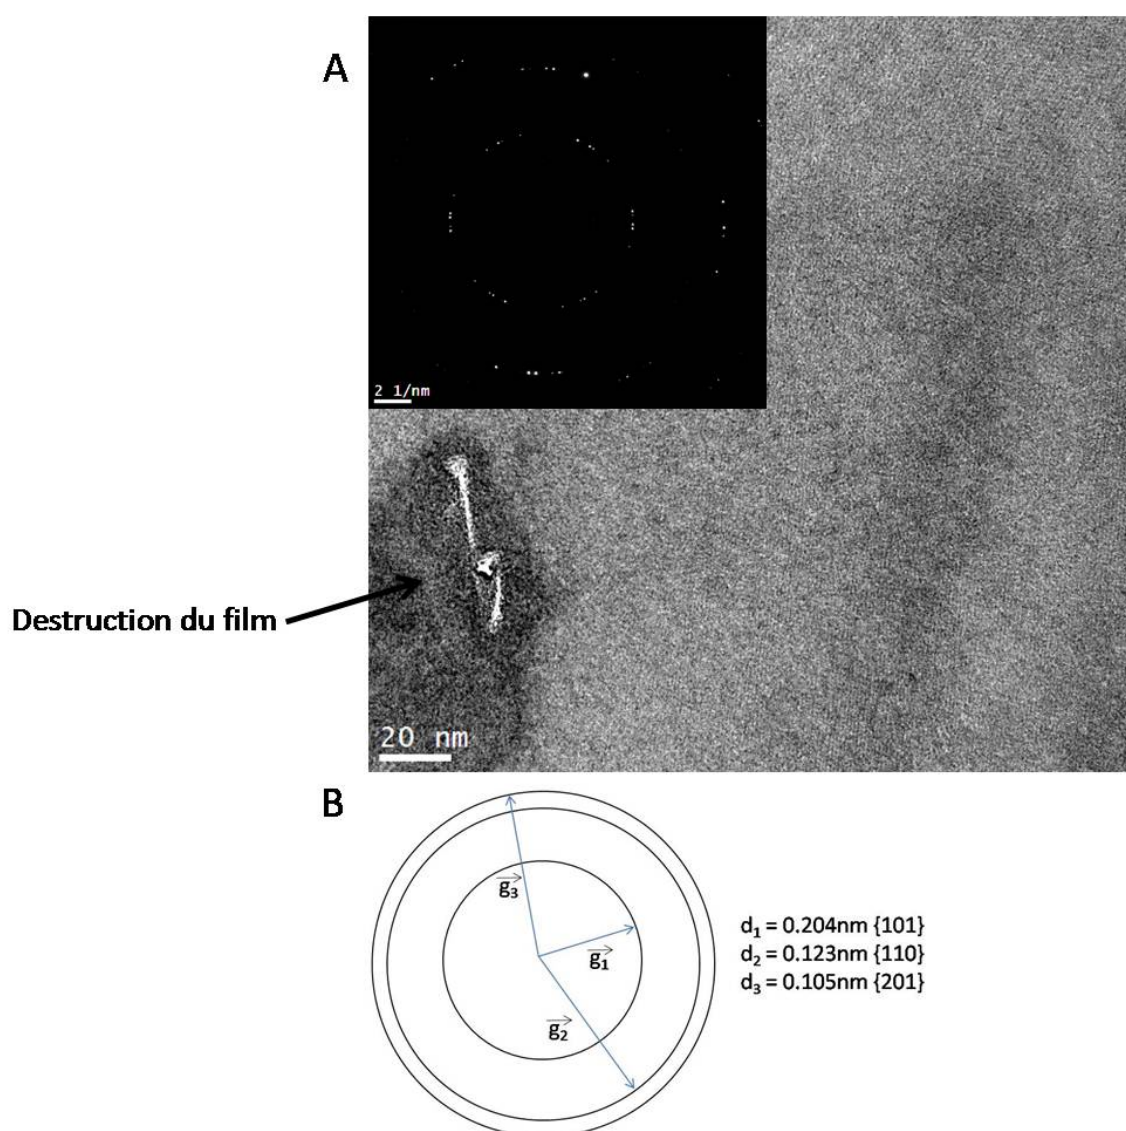 A
2 1/nm
Destruction du film
20 nm
B
g₃
g₁
g₂
d₁ = 0.204nm {101}
d₂ = 0.123nm {110}
d₃ = 0.105nm {201}